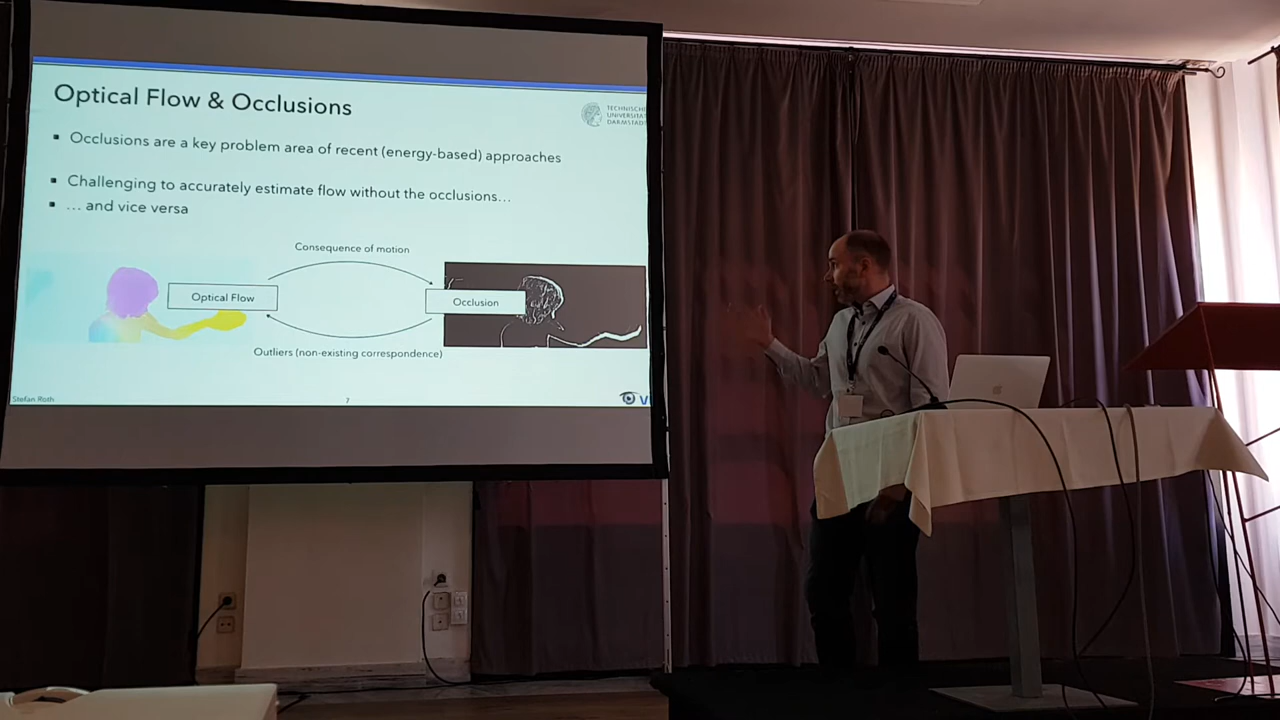 Optical Flow & Occlusions
TECHNISCHE
UNIVERSITÄT
DARMSTADT
▪ Occlusions are a key problem area of recent (energy-based) approaches
▪ Challenging to accurately estimate flow without the occlusions…
▪ … and vice versa
Consequence of motion
Optical Flow
Occlusion
Outliers (non-existing correspondence)
Stefan Roth
7
V